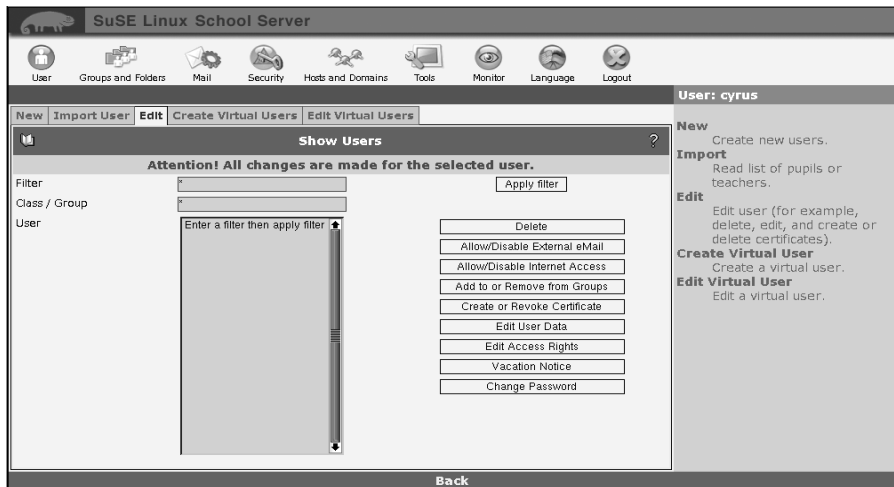 SuSE Linux School Server
User
Groups and Folders
Mail
Security
Hosts and Domains
Tools
Monitor
Language
Logout
User: cyrus
New
Import User
Edit
Create Virtual Users
Edit Virtual Users
Show Users
?
Attention! All changes are made for the selected user.
Filter
*
Apply filter
Class / Group
*
User
Enter a filter then apply filter
Delete
Allow/Disable External eMail
Allow/Disable Internet Access
Add to or Remove from Groups
Create or Revoke Certificate
Edit User Data
Edit Access Rights
Vacation Notice
Change Password
New
Create new users.
Import
Read list of pupils or
teachers.
Edit
Edit user (for example,
delete, edit, and create or
delete certificates).
Create Virtual User
Create a virtual user.
Edit Virtual User
Edit a virtual user.
Back